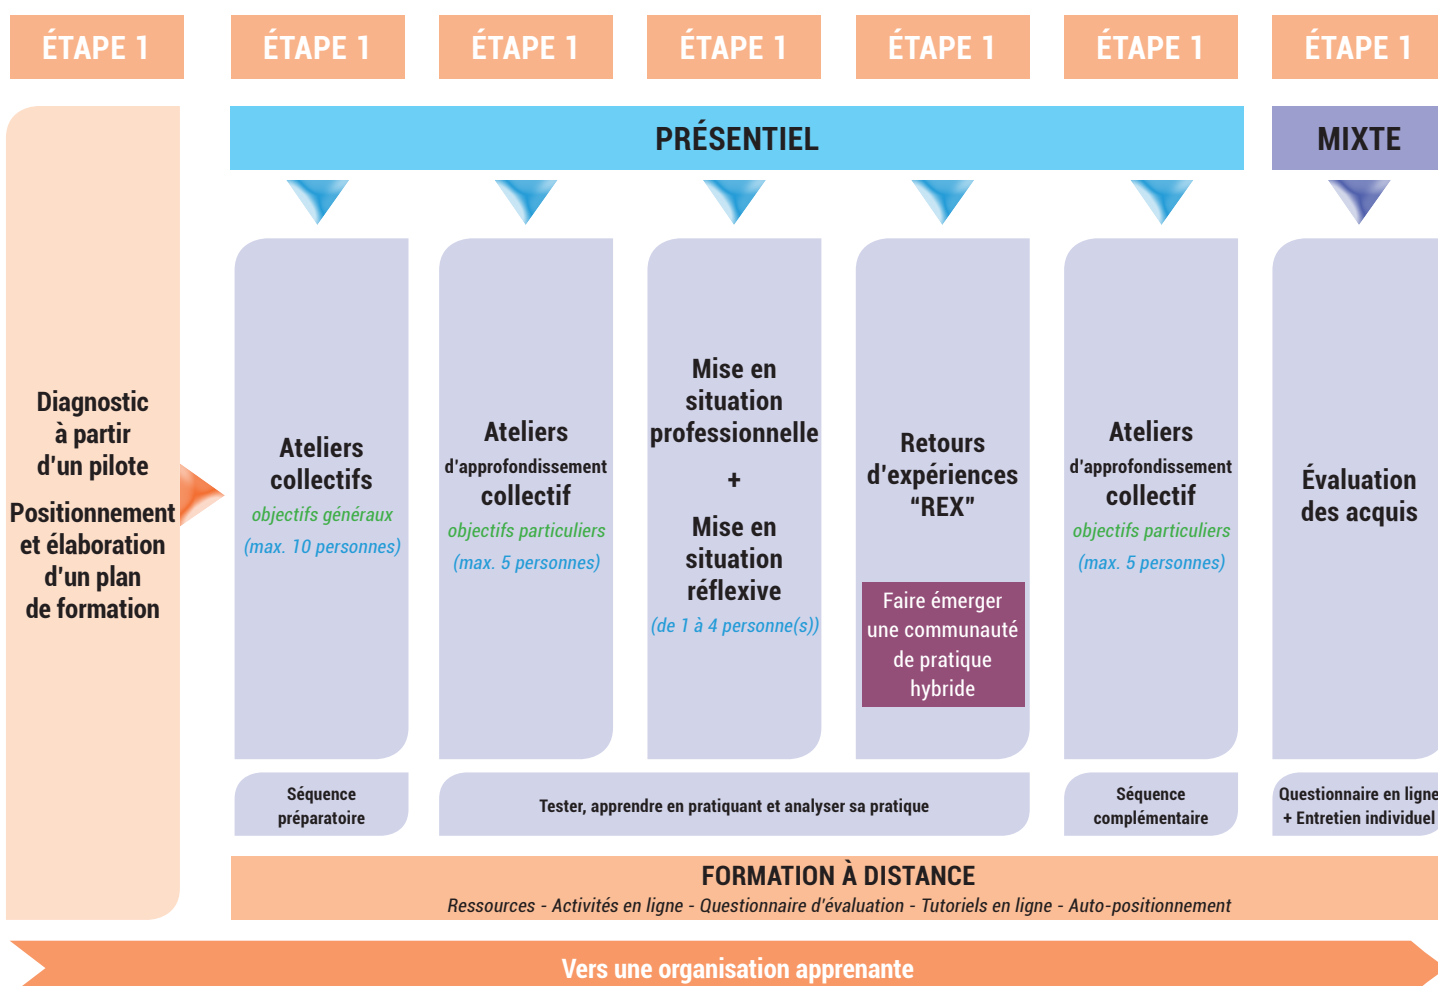 ÉTAPE 1
ÉTAPE 1
ÉTAPE 1
ÉTAPE 1
ÉTAPE 1
ÉTAPE 1
ÉTAPE 1
PRÉSENTIEL
MIXTE
Diagnostic
à partir
d'un pilote
Positionnement
et élaboration
d'un plan
de formation
Ateliers
collectifs
objectifs généraux
(max. 10 personnes)
Ateliers
d'approfondissement
collectif
objectifs particuliers
(max. 5 personnes)
Mise en
situation
professionnelle
+
Mise en
situation
réflexive
(de 1 à 4 personne(s))
Retours
d'expériences
“REX”
Faire émerger
une communauté
de pratique
hybride
Ateliers
d'approfondissement
collectif
objectifs particuliers
(max. 5 personnes)
Évaluation
des acquis
Séquence
préparatoire
Tester, apprendre en pratiquant et analyser sa pratique
Séquence
complémentaire
Questionnaire en ligne
+ Entretien individuel
FORMATION À DISTANCE
Ressources - Activités en ligne - Questionnaire d'évaluation - Tutoriels en ligne - Auto-positionnement
Vers une organisation apprenante